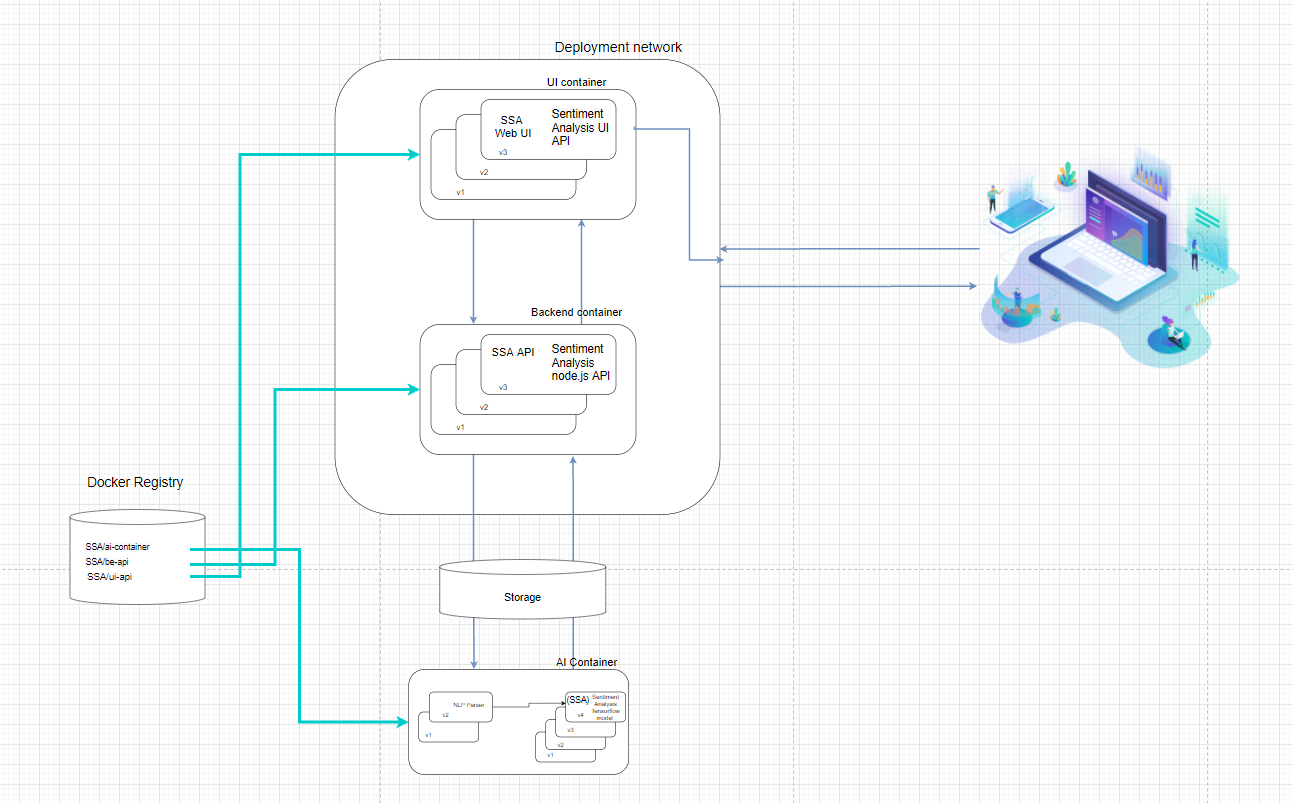 Deployment network
UI container
SSA
Web UI
Sentiment
Analysis UI
API
v3
v2
v1
Backend container
SSA API
Sentiment
Analysis
node.js API
v3
v2
v1
Docker Registry
SSA/ai-container
SSA/be-api
SSA/ui-api
Storage
AI Container
NLP Parser
v2
v1
(SSA)
Sentiment
Analysis
tensorflow
model
v4
v3
v2
v1